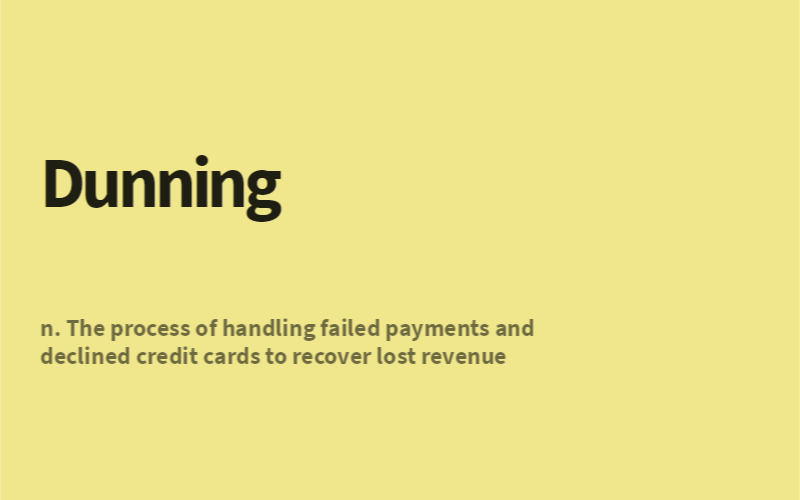 Dunning
n. The process of handling failed payments and
declined credit cards to recover lost revenue